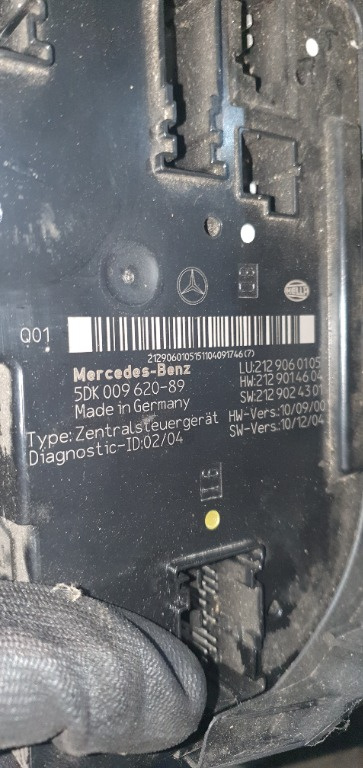 HELLA
Q01
2129060105151104091746(7)
Mercedes-Benz
5DK 009 620-89
Made in Germany
Type: Zentralsteuergerät
Diagnostic-ID:02/04
LU:212 906 01 05
HW:212 901 46 04
SW:212 902 43 01
HW-Vers.: 10/09/00
SW-Vers.: 10/12/04